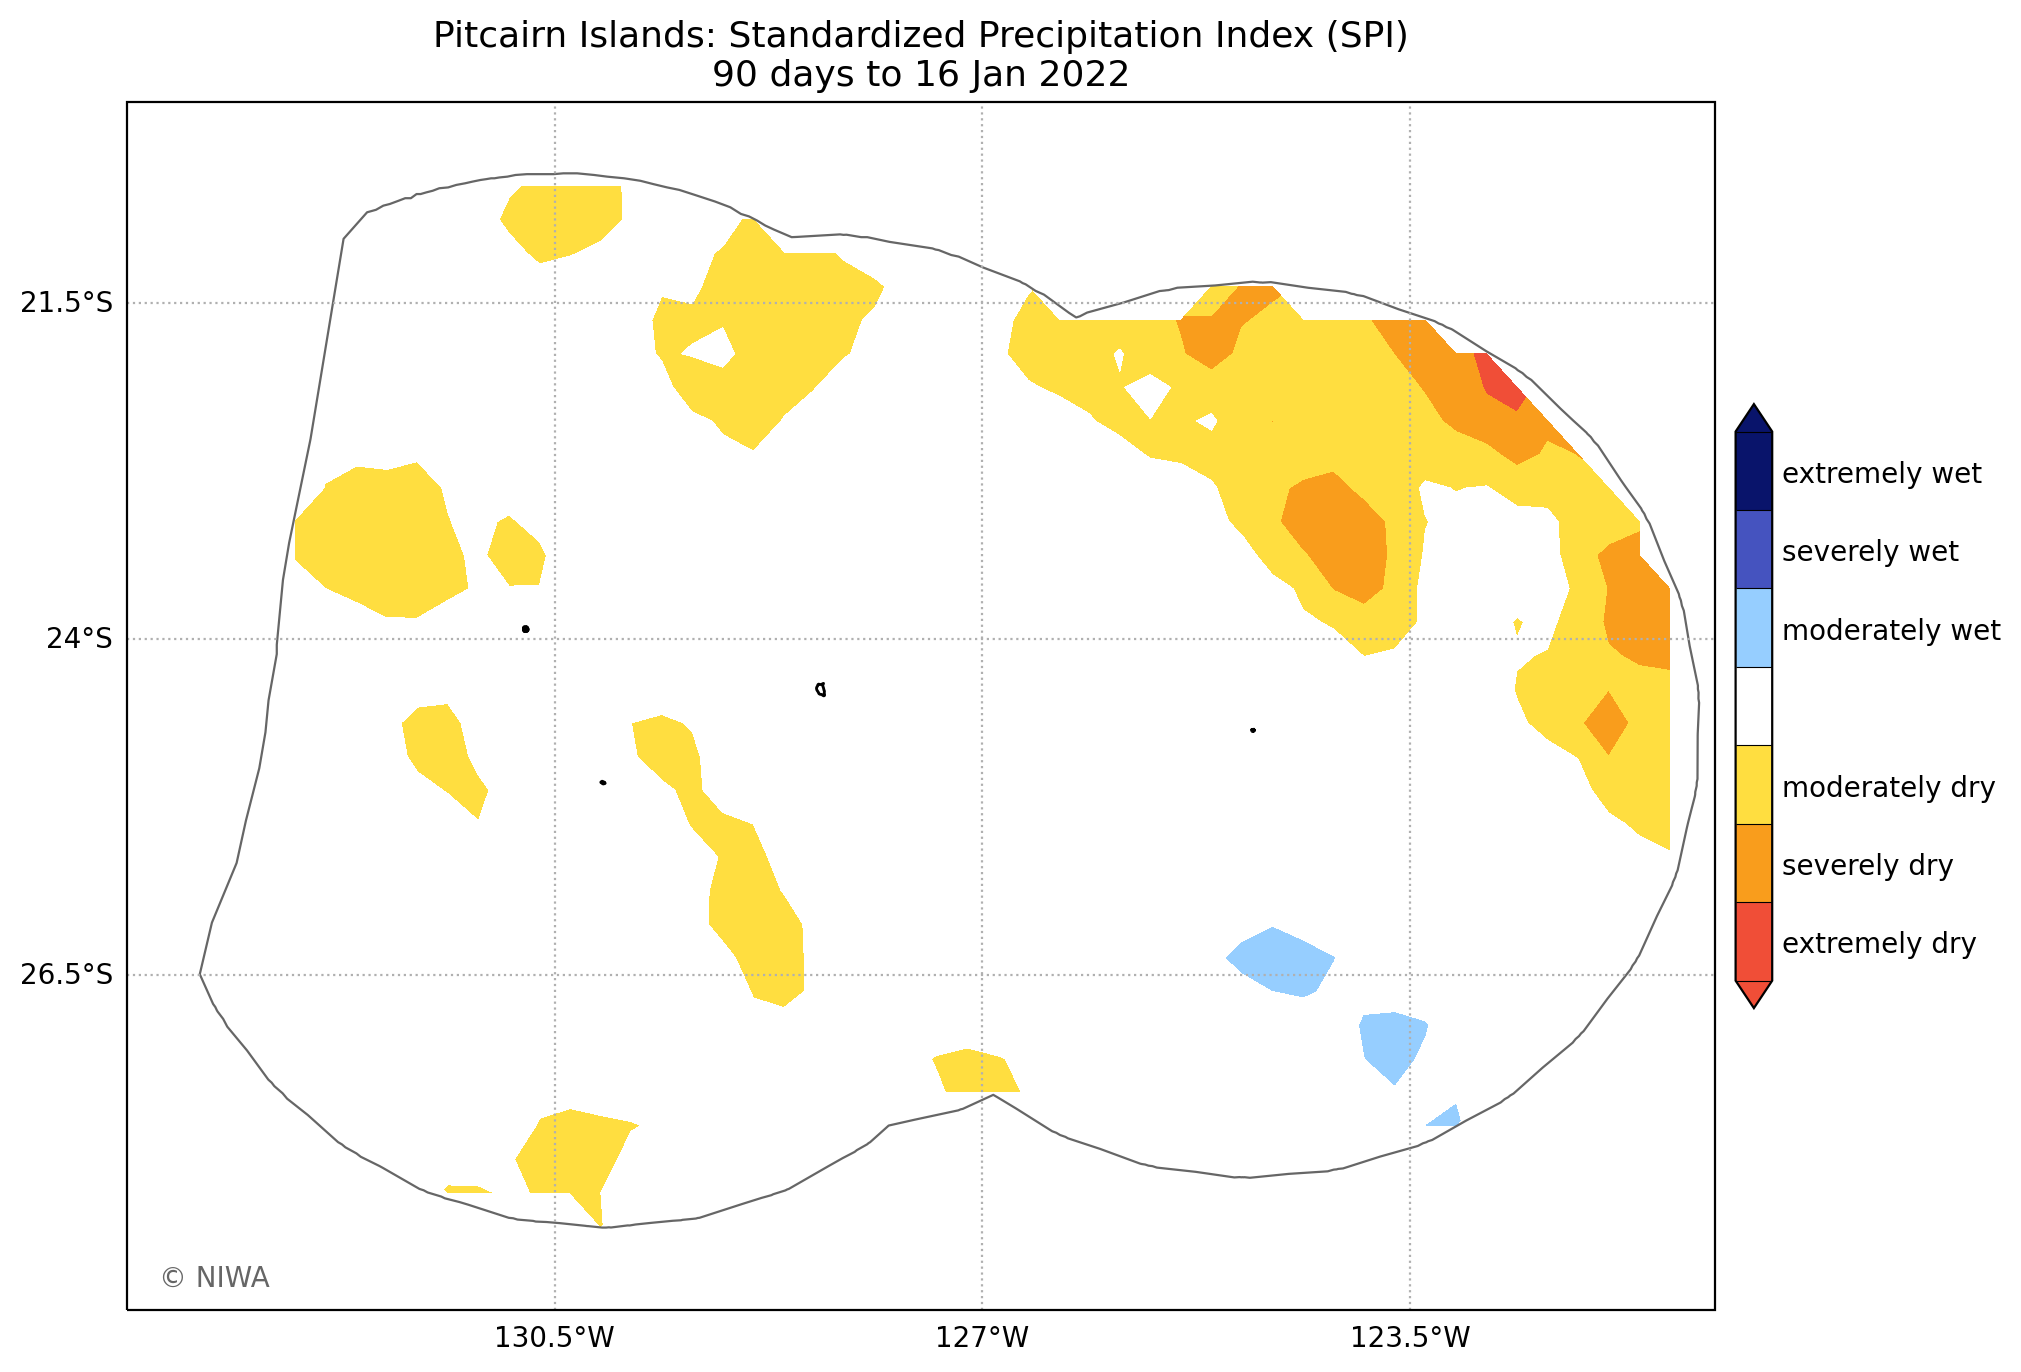 Pitcairn Islands: Standardized Precipitation Index (SPI)
90 days to 16 Jan 2022
21.5°S
24°S
26.5°S
130.5°W
127°W
123.5°W
extremely wet
severely wet
moderately wet
moderately dry
severely dry
extremely dry
© NIWA